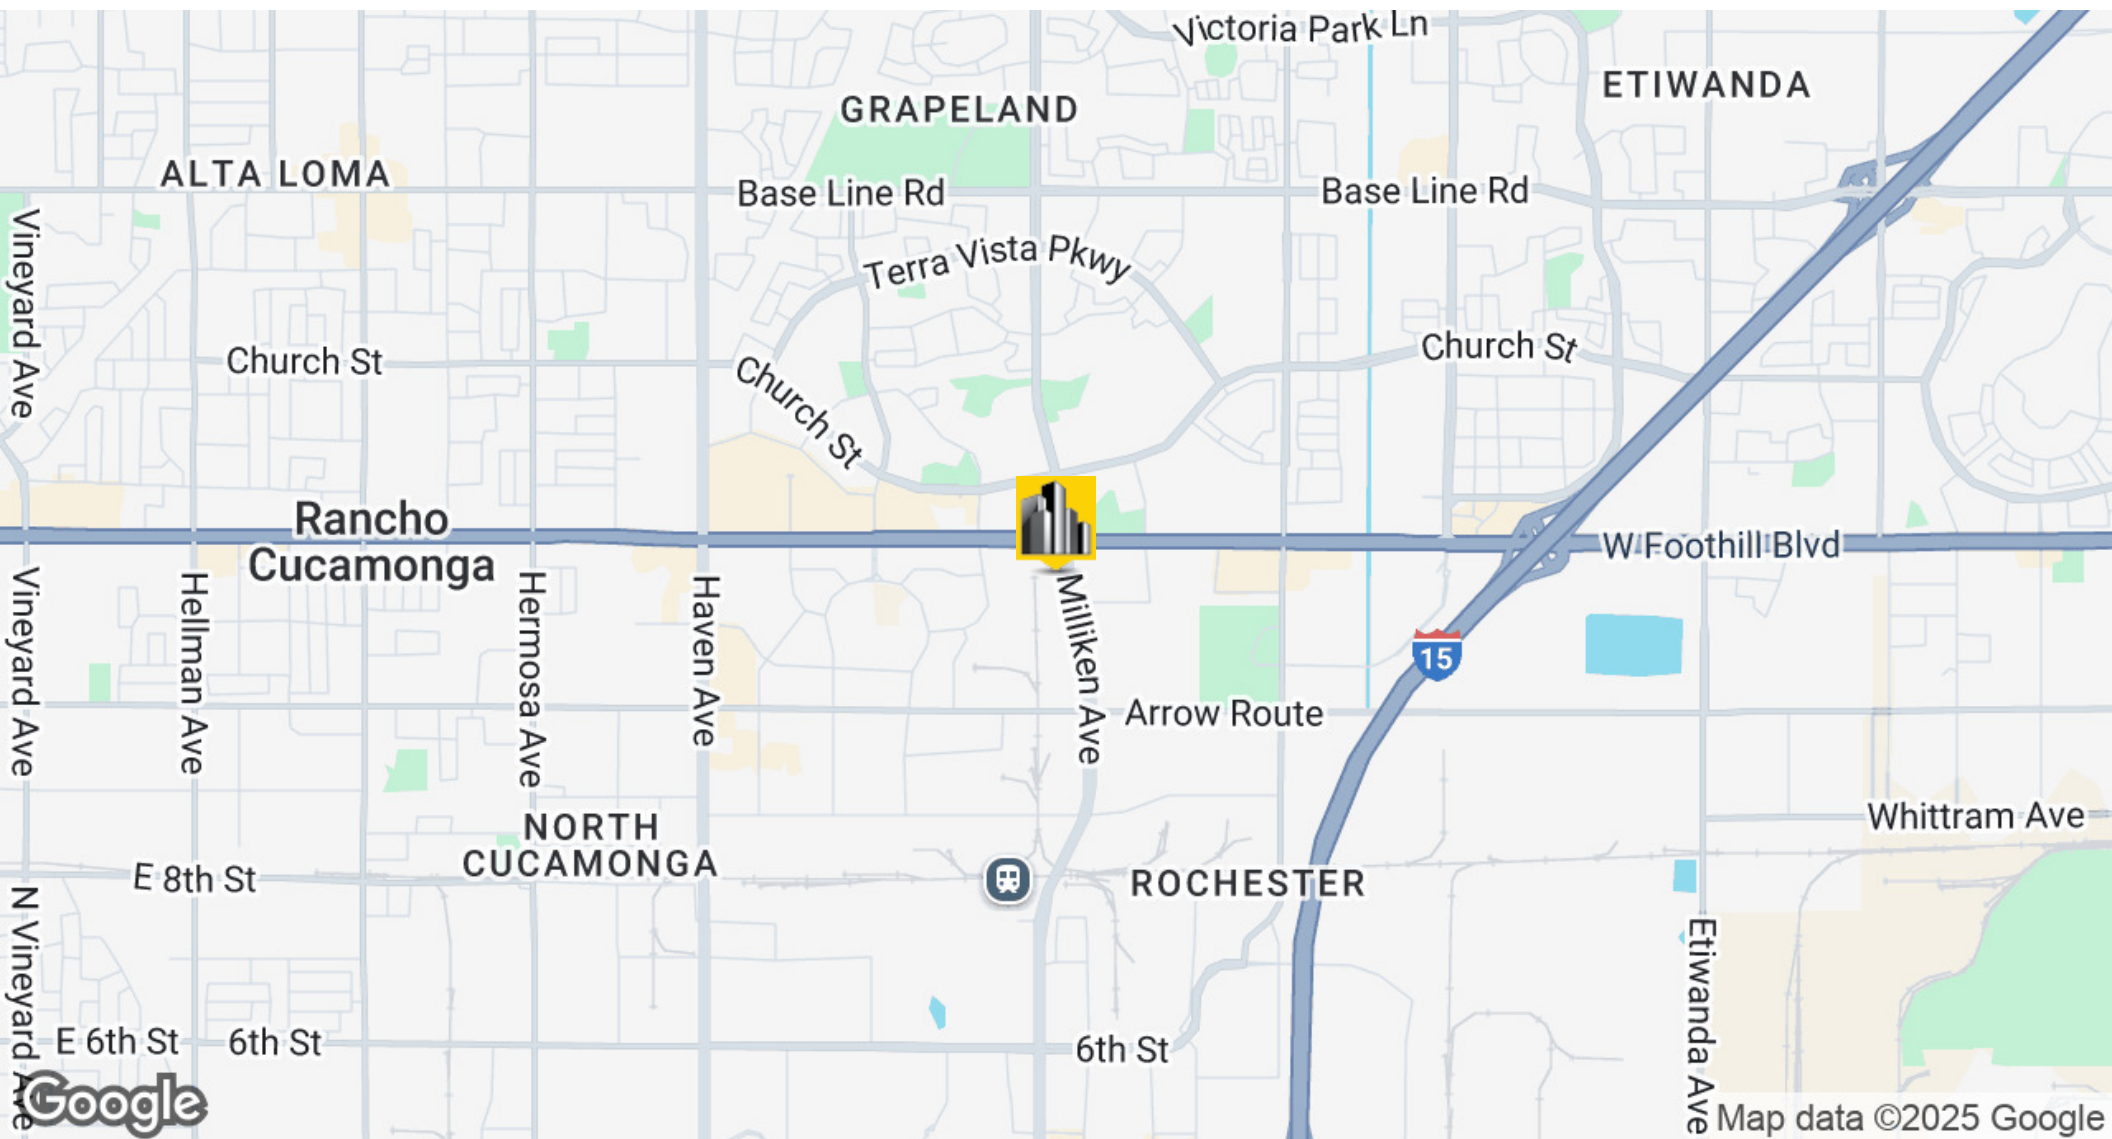 Victoria Park Ln
ETIWANDA
GRAPELAND
ALTA LOMA
Base Line Rd
Base Line Rd
Vineyard Ave
Terra Vista Pkwy
Church St
Church St
Church St
Rancho
Cucamonga
W Foothill Blvd
Vineyard Ave
Hellman Ave
Hermosa Ave
Haven Ave
Milliken Ave
15
Arrow Route
NORTH
CUCAMONGA
Whittram Ave
E 8th St
ROCHESTER
N Vineyard Ave
Etiwanda Ave
E 6th St
6th St
6th St
Google
Map data ©2025 Google